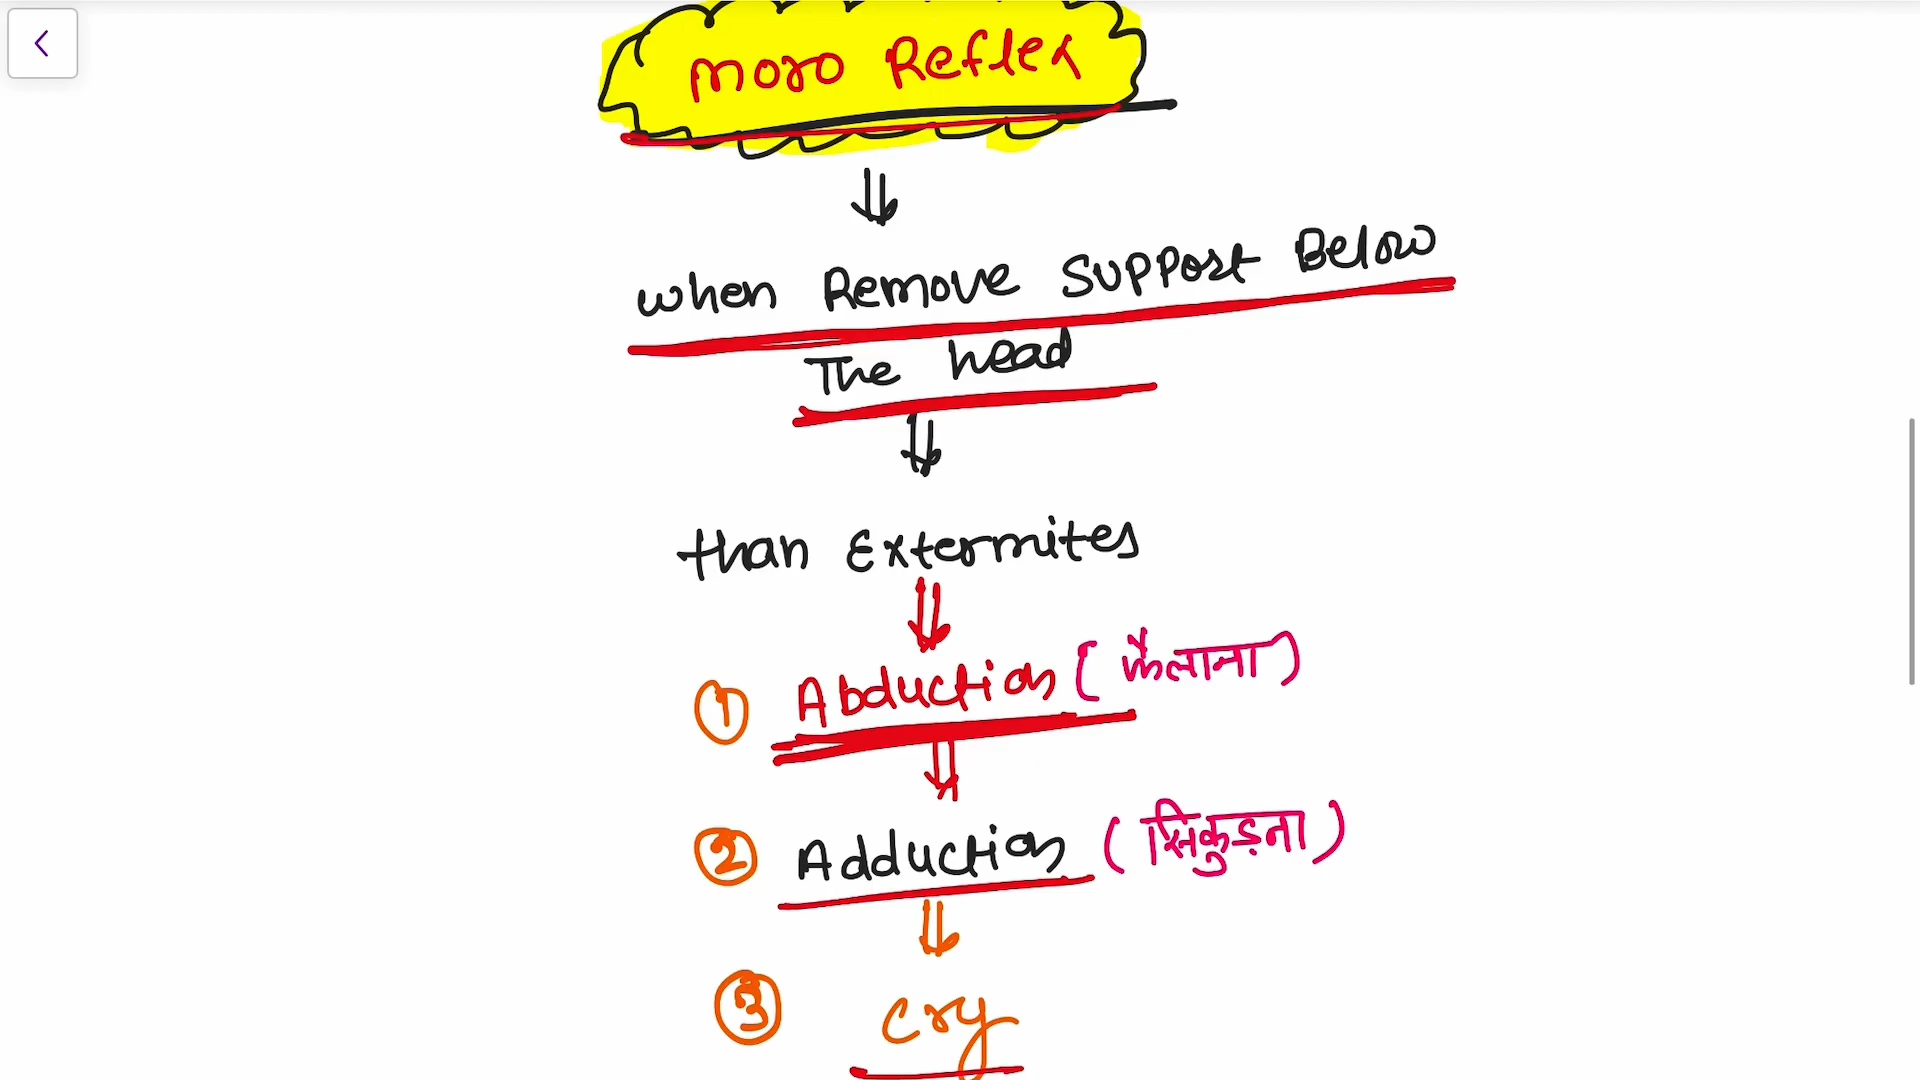 Moro Reflex
when Remove Support Below
The head
than Extermites
① Abduction ( फैलाना )
② Adduction ( सिकुड़ना )
③ Cry